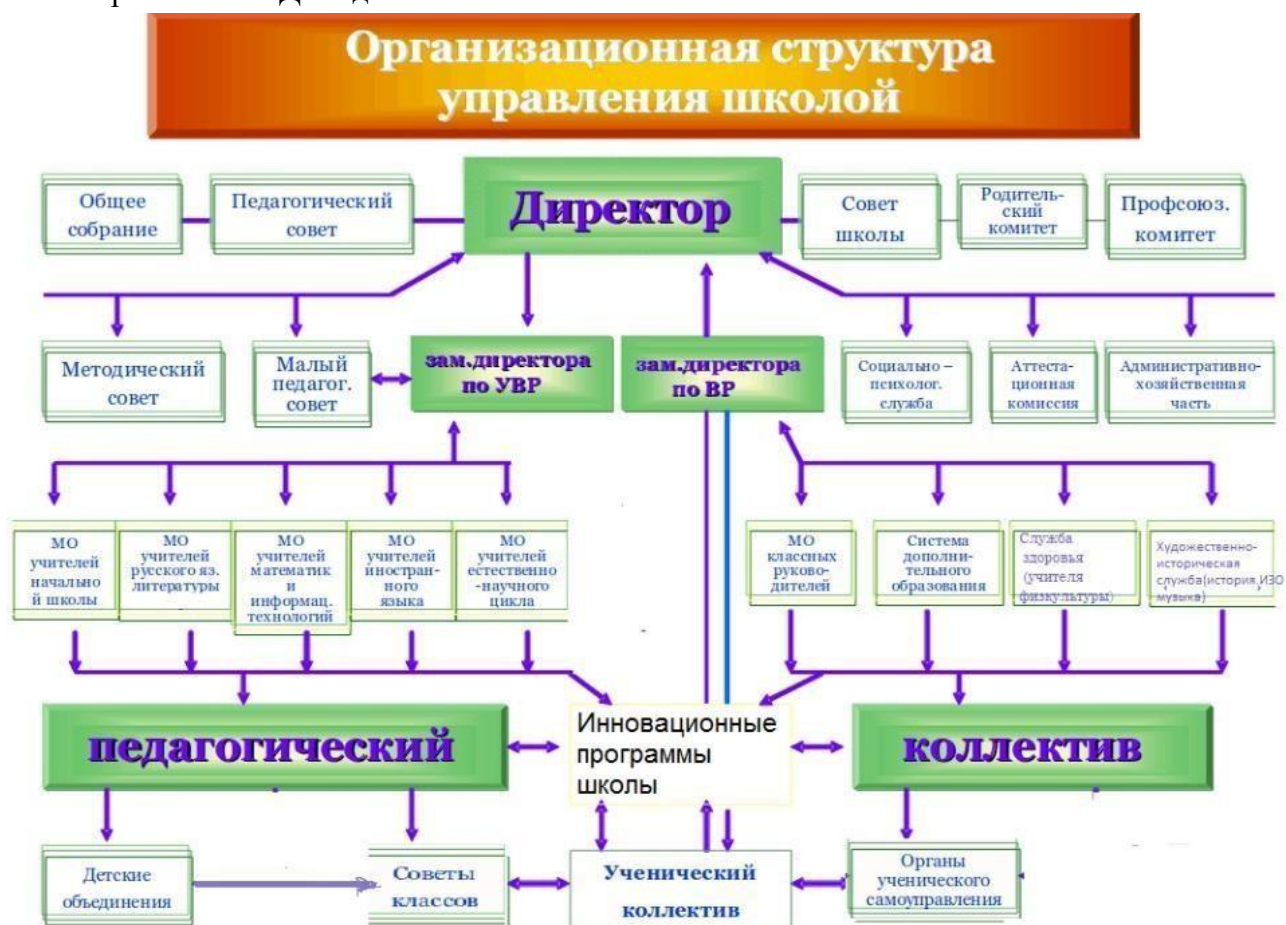 Организационная структура
управления школой
Общее
собрание
Педагогический
совет
Директор
Совет
школы
Родитель-
ский
комитет
Профсоюз.
комитет
Методический
совет
Малый
педагог.
совет
зам.директора
по УВР
зам.директора
по ВР
Социально –
психолог.
служба
Аттеста-
ционная
комиссия
Административно-
хозяйственная
часть
МО
учителей
начально
й школы
МО
учителей
русского яз.
литературы
МО
учителей
математик
и
информац.
технологий
МО
учителей
иностран-
ного
языка
МО
учителей
естественно
-научного
цикла
МО
классных
руково-
дителей
Система
дополни-
тельного
образования
Служба
здоровья
(учителя
физкультуры)
Художественно-
историческая
служба(история,ИЗО
музыка)
педагогический
Инновационные
программы
школы
коллектив
Детские
объединения
Советы
классов
Ученический
коллектив
Органы
ученического
самоуправления